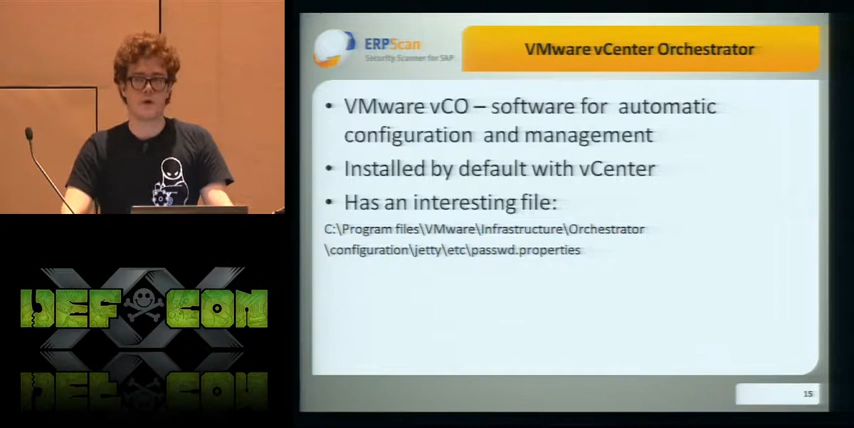 ERPScan
Security Scanner for SAP
VMware vCenter Orchestrator
• VMware vCO – software for automatic
configuration and management
• Installed by default with vCenter
• Has an interesting file:
C:\Program files\VMware\Infrastructure\Orchestrator
\configuration\jetty\etc\passwd.properties
15
XX
DEF CON